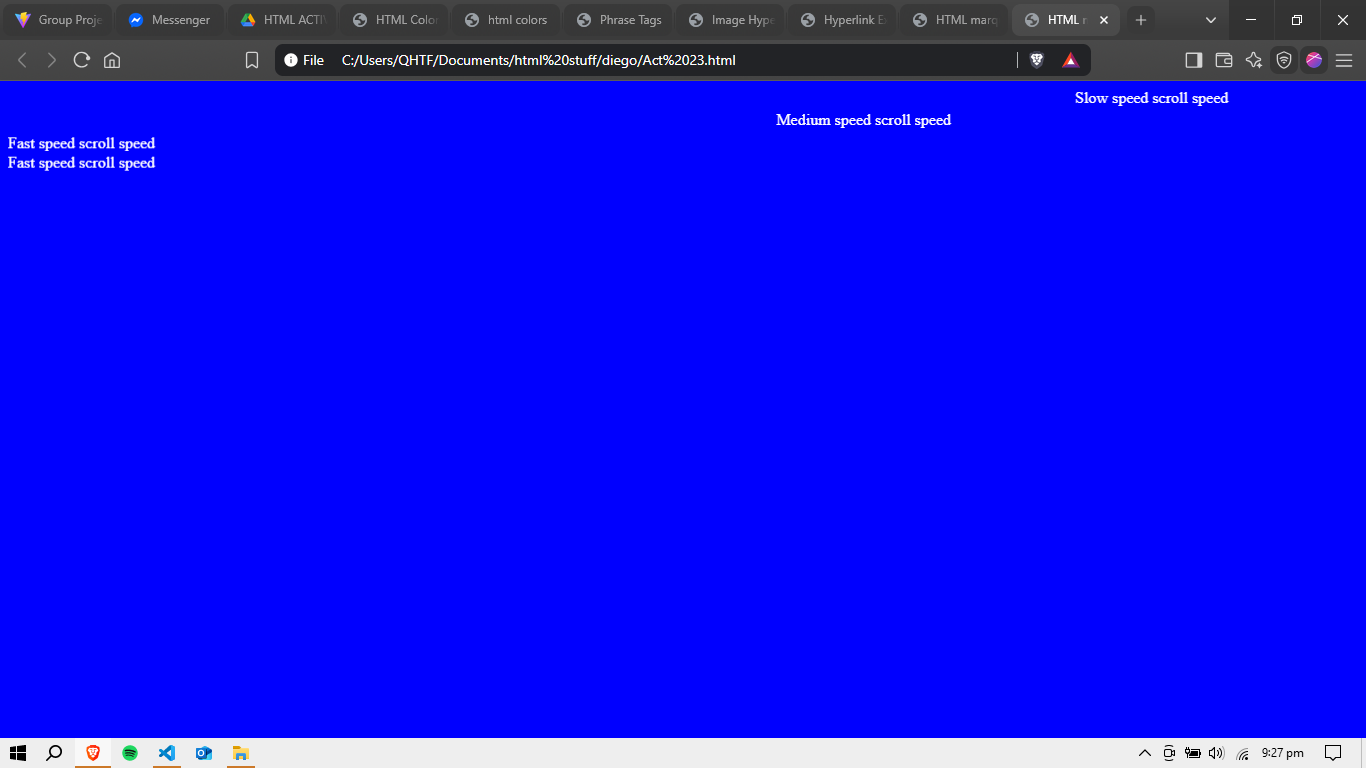 Group Proje
Messenger
HTML ACTIV
HTML Color
html colors
Phrase Tags
Image Hype
Hyperlink Ex
HTML marq
HTML m
File C:/Users/QHTF/Documents/html%20stuff/diego/Act%2023.html
Slow speed scroll speed
Medium speed scroll speed
Fast speed scroll speed
Fast speed scroll speed
9:27 pm